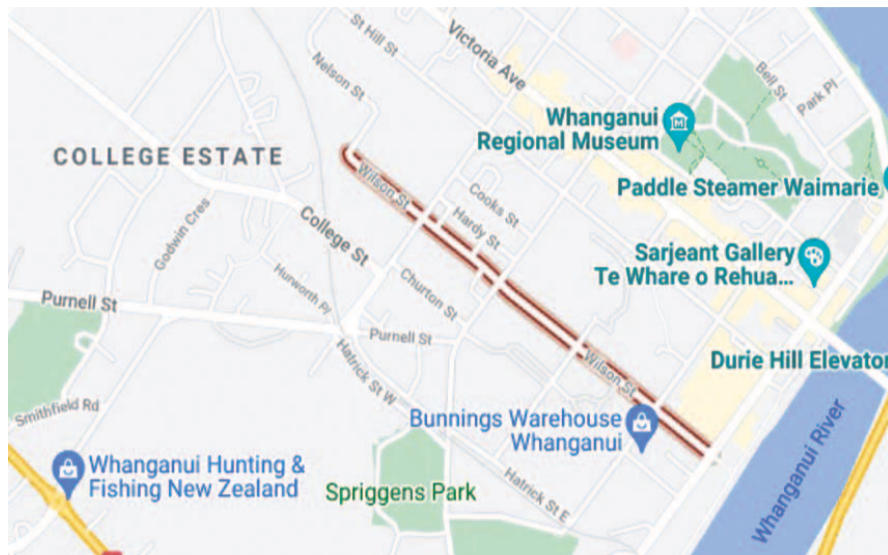 St Hill St
Victoria Ave
Nelson St
Bell St
Park Pl
Whanganui
Regional Museum
COLLEGE ESTATE
Wilson St
Paddle Steamer Waimarie
Cooks St
Hardy St
Godwin Cres
College St
Sarjeant Gallery
Te Whare o Rehua...
Hurworth Pl
Churton St
Purnell St
Purnell St
Wilson St
Durie Hill Elevator
Hatrick St W
Smithfield Rd
Bunnings Warehouse
Whanganui
Whanganui River
Whanganui Hunting &
Fishing New Zealand
Spriggens Park
Hatrick St E